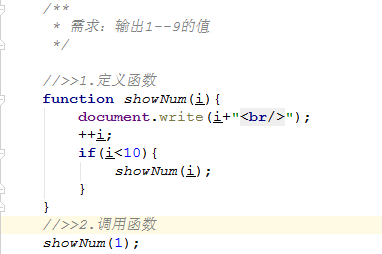 /**
 * 需求：输出1--9的值
 */
//>>1.定义函数
function showNum(i){
    document.write(i+"<br/>");
    ++i;
    if(i<10){
        showNum(i);
    }
}
//>>2.调用函数
showNum(1);